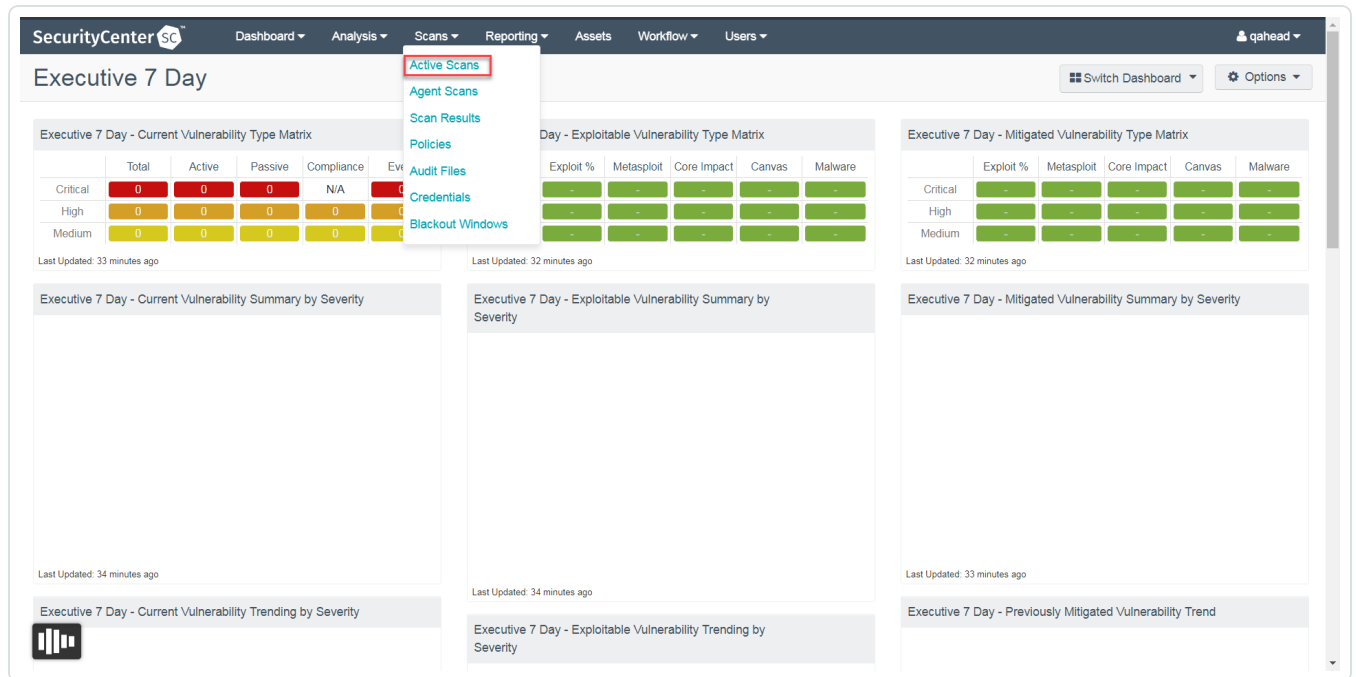 SecurityCenter SC™ Dashboard Analysis Scans Reporting Assets Workflow Users qahead
Executive 7 Day
Switch Dashboard Options
Active Scans
Agent Scans
Scan Results
Policies
Audit Files
Credentials
Blackout Windows
Executive 7 Day - Current Vulnerability Type Matrix
Total Active Passive Compliance Eve
Critical 0 0 0 N/A 0
High 0 0 0 0
Medium 0 0 0 0
Last Updated: 33 minutes ago
Day - Exploitable Vulnerability Type Matrix
Exploit % Metasploit Core Impact Canvas Malware
- - - - -
- - - - -
- - - - -
Last Updated: 32 minutes ago
Executive 7 Day - Mitigated Vulnerability Type Matrix
Exploit % Metasploit Core Impact Canvas Malware
Critical - - - - -
High - - - - -
Medium - - - - -
Last Updated: 32 minutes ago
Executive 7 Day - Current Vulnerability Summary by Severity
Last Updated: 34 minutes ago
Executive 7 Day - Exploitable Vulnerability Summary by
Severity
Last Updated: 34 minutes ago
Executive 7 Day - Mitigated Vulnerability Summary by Severity
Last Updated: 33 minutes ago
Executive 7 Day - Current Vulnerability Trending by Severity
Executive 7 Day - Exploitable Vulnerability Trending by
Severity
Executive 7 Day - Previously Mitigated Vulnerability Trend